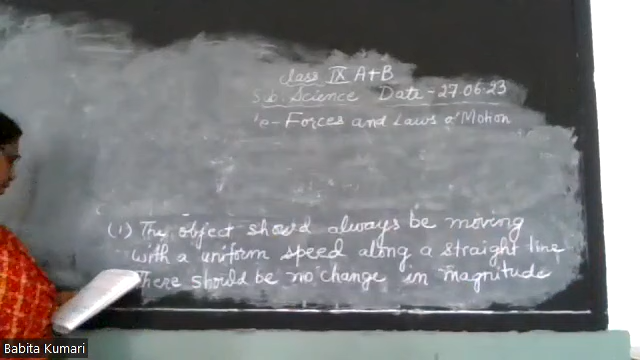 Class IX A+B
Sub. Science Date-27.06.23
'e- Forces and Laws o' Motion
(1) The object should always be moving
with a uniform speed along a straight line
There should be no change in magnitude
Babita Kumari